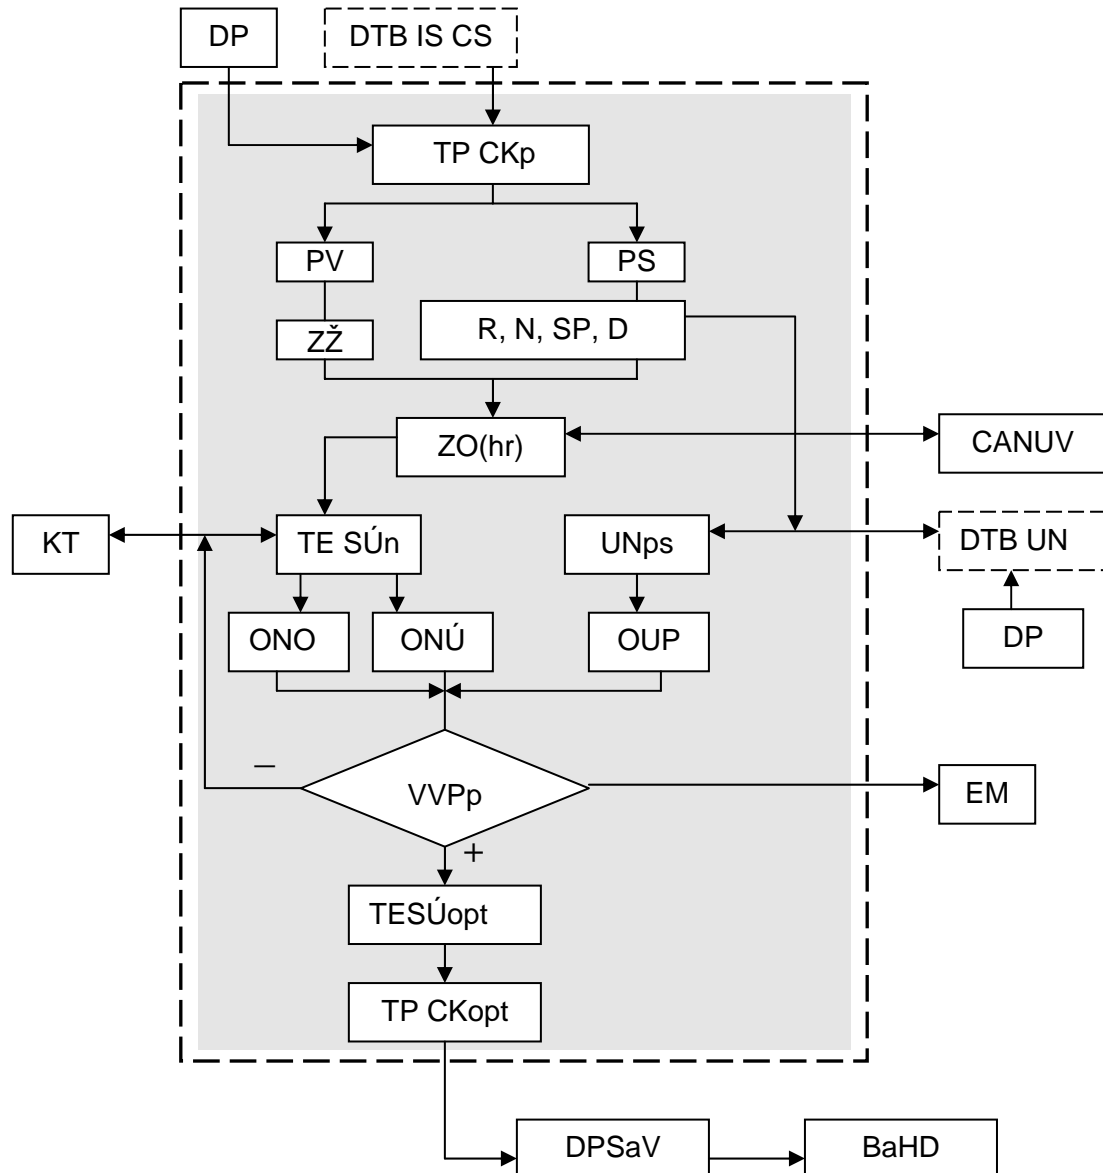 DP
DTB IS CS
TP CKp
PV
PS
ZŽ
R, N, SP, D
ZO(hr)
CANUV
KT
TE SÚn
UNps
DTB UN
ONO
ONÚ
OUP
DP
–
VVPp
EM
+
TESÚopt
TP CKopt
DPSaV
BaHD